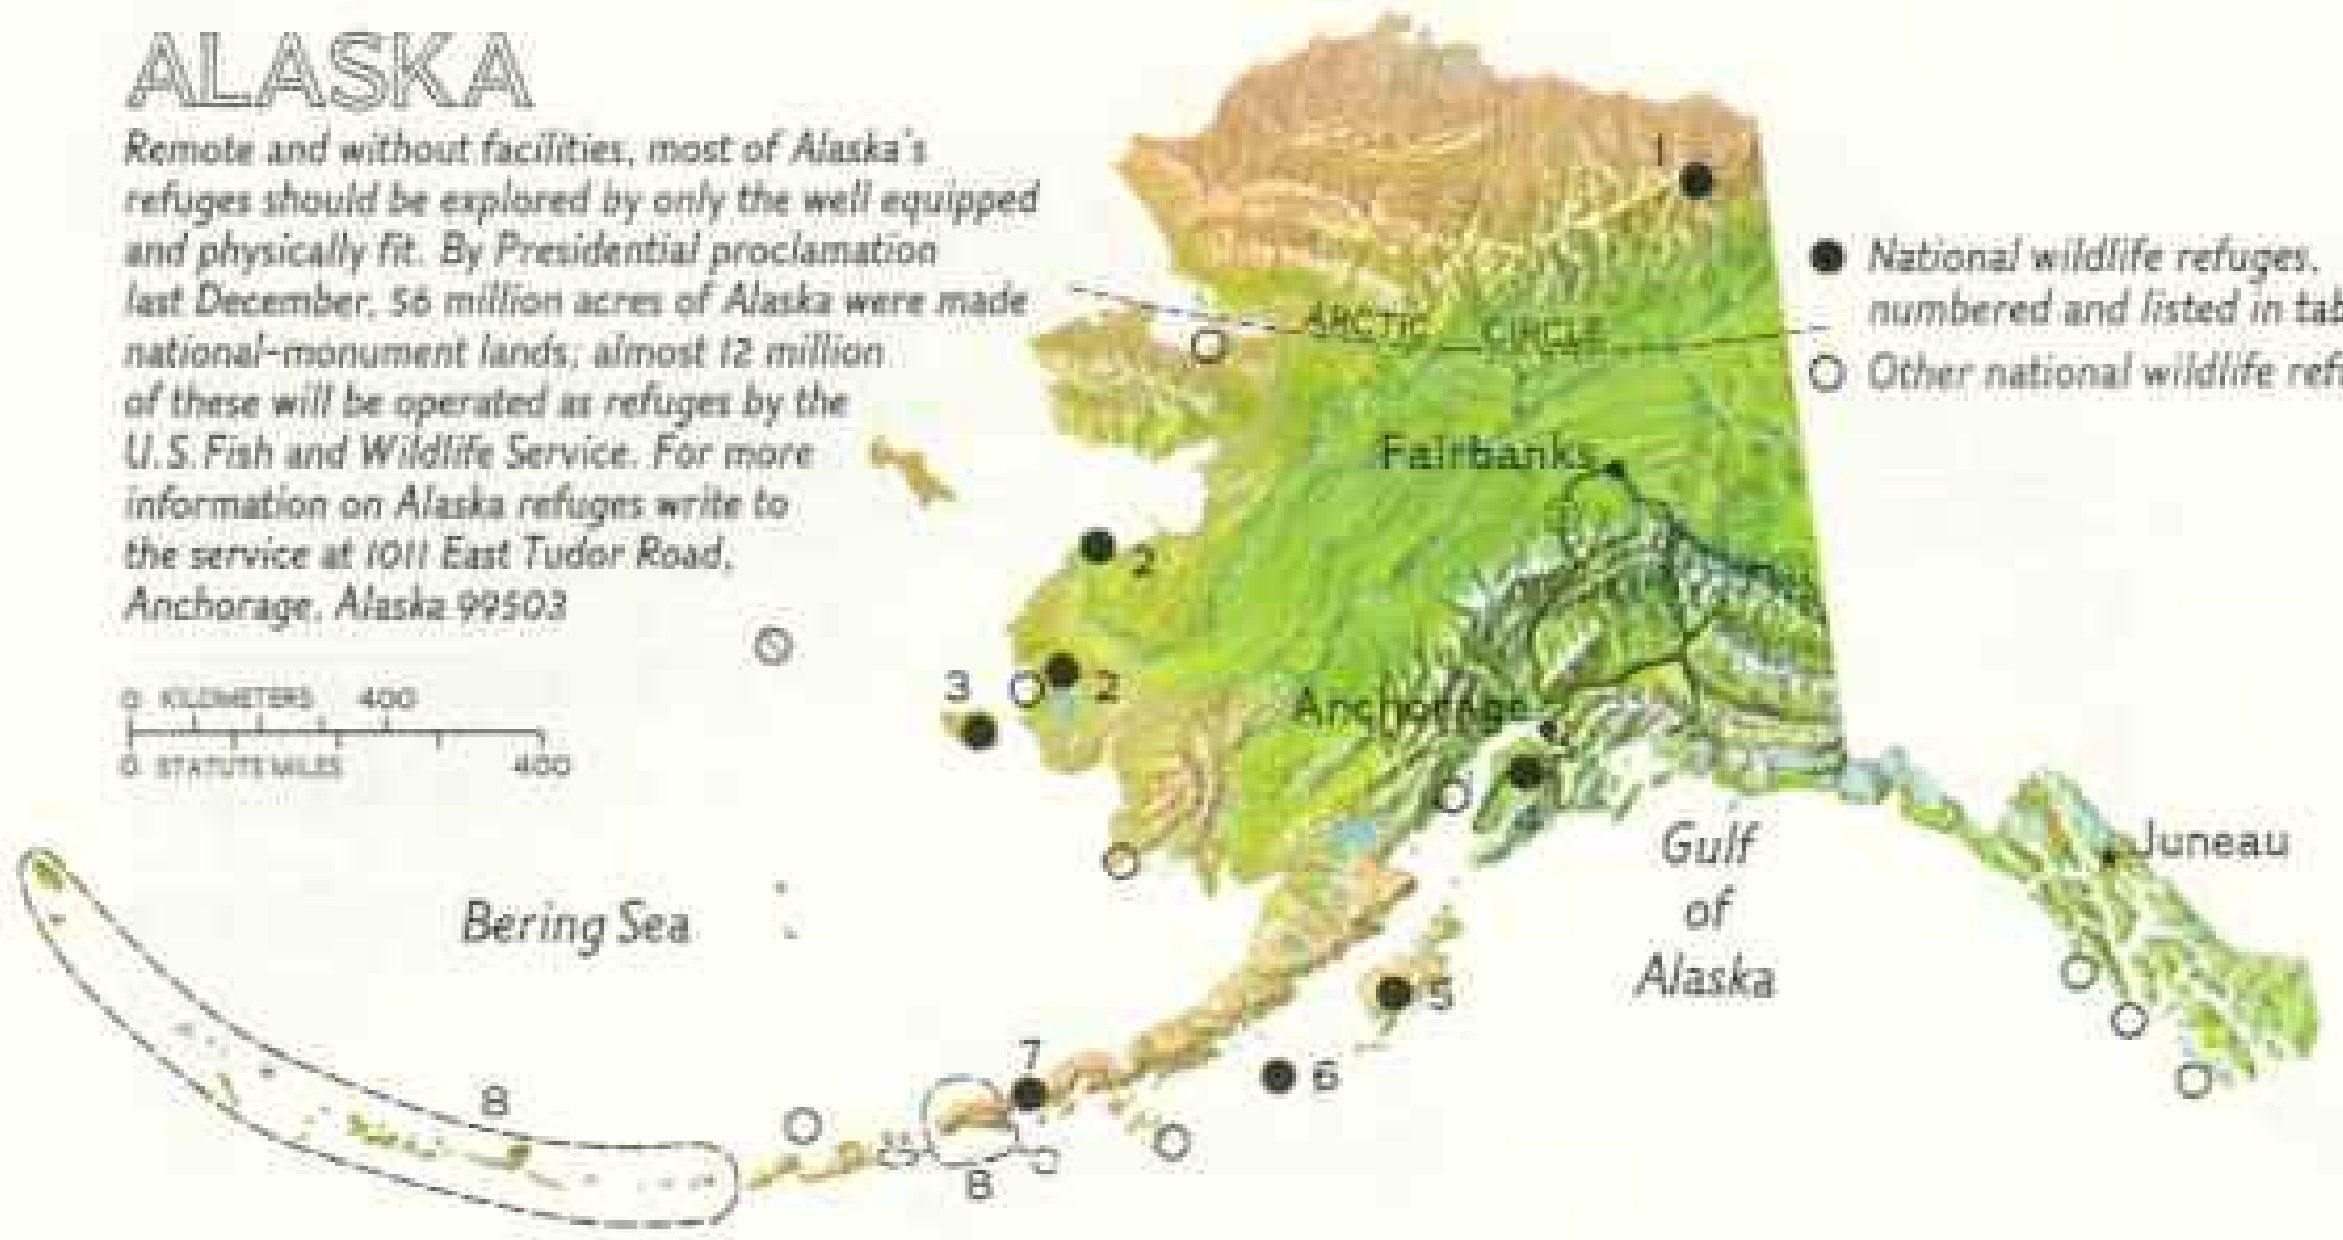 ALASKA
Remote and without facilities, most of Alaska's
refuges should be explored by only the well equipped
and physically fit. By Presidential proclamation
last December, 56 million acres of Alaska were made
national-monument lands; almost 12 million
of these will be operated as refuges by the
U.S. Fish and Wildlife Service. For more
information on Alaska refuges write to
the service at 1011 East Tudor Road,
Anchorage, Alaska 99503
0 KILOMETERS 400
0 STATUTE MILES 400
1
National wildlife refuges,
numbered and listed in tab
Other national wildlife ref
ARCTIC CIRCLE
Fairbanks
2
2
3
Anchorage
Juneau
Gulf
of
Alaska
Bering Sea
5
6
7
8
8